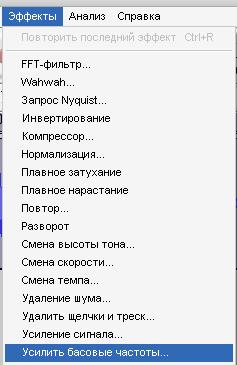 Эффекты Анализ Справка
Повторить последний эффект Ctrl+R
FFT-фильтр...
Wahwah...
Запрос Nyquist...
Инвертирование
Компрессор...
Нормализация...
Плавное затухание
Плавное нарастание
Повтор...
Разворот
Смена высоты тона...
Смена скорости...
Смена темпа...
Удаление шума...
Удалить щелчки и треск...
Усиление сигнала...
Усилить басовые частоты...